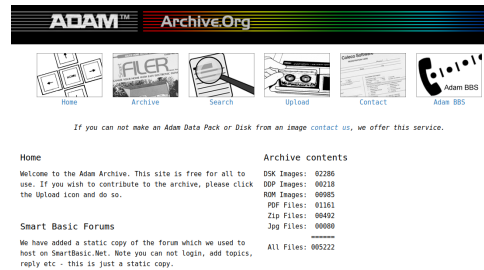 ADAM™ Archive.Org
FILER
Coleco Software
Adam BBS
Home Archive Search Upload Contact Adam BBS
If you can not make an Adam Data Pack or Disk from an image contact us, we offer this service.
Home
Welcome to the Adam Archive. This site is free for all to
use. If you wish to contribute to the archive, please click
the Upload icon and do so.
Smart Basic Forums
We have added a static copy of the forum which we used to
host on SmartBasic.Net. Note you can not login, add topics,
reply etc - this is just a static copy.
Archive contents
DSK Images: 02286
DDP Images: 00218
ROM Images: 00985
PDF Files: 01161
Zip Files: 00492
Jpg Files: 00080
======
All Files: 005222